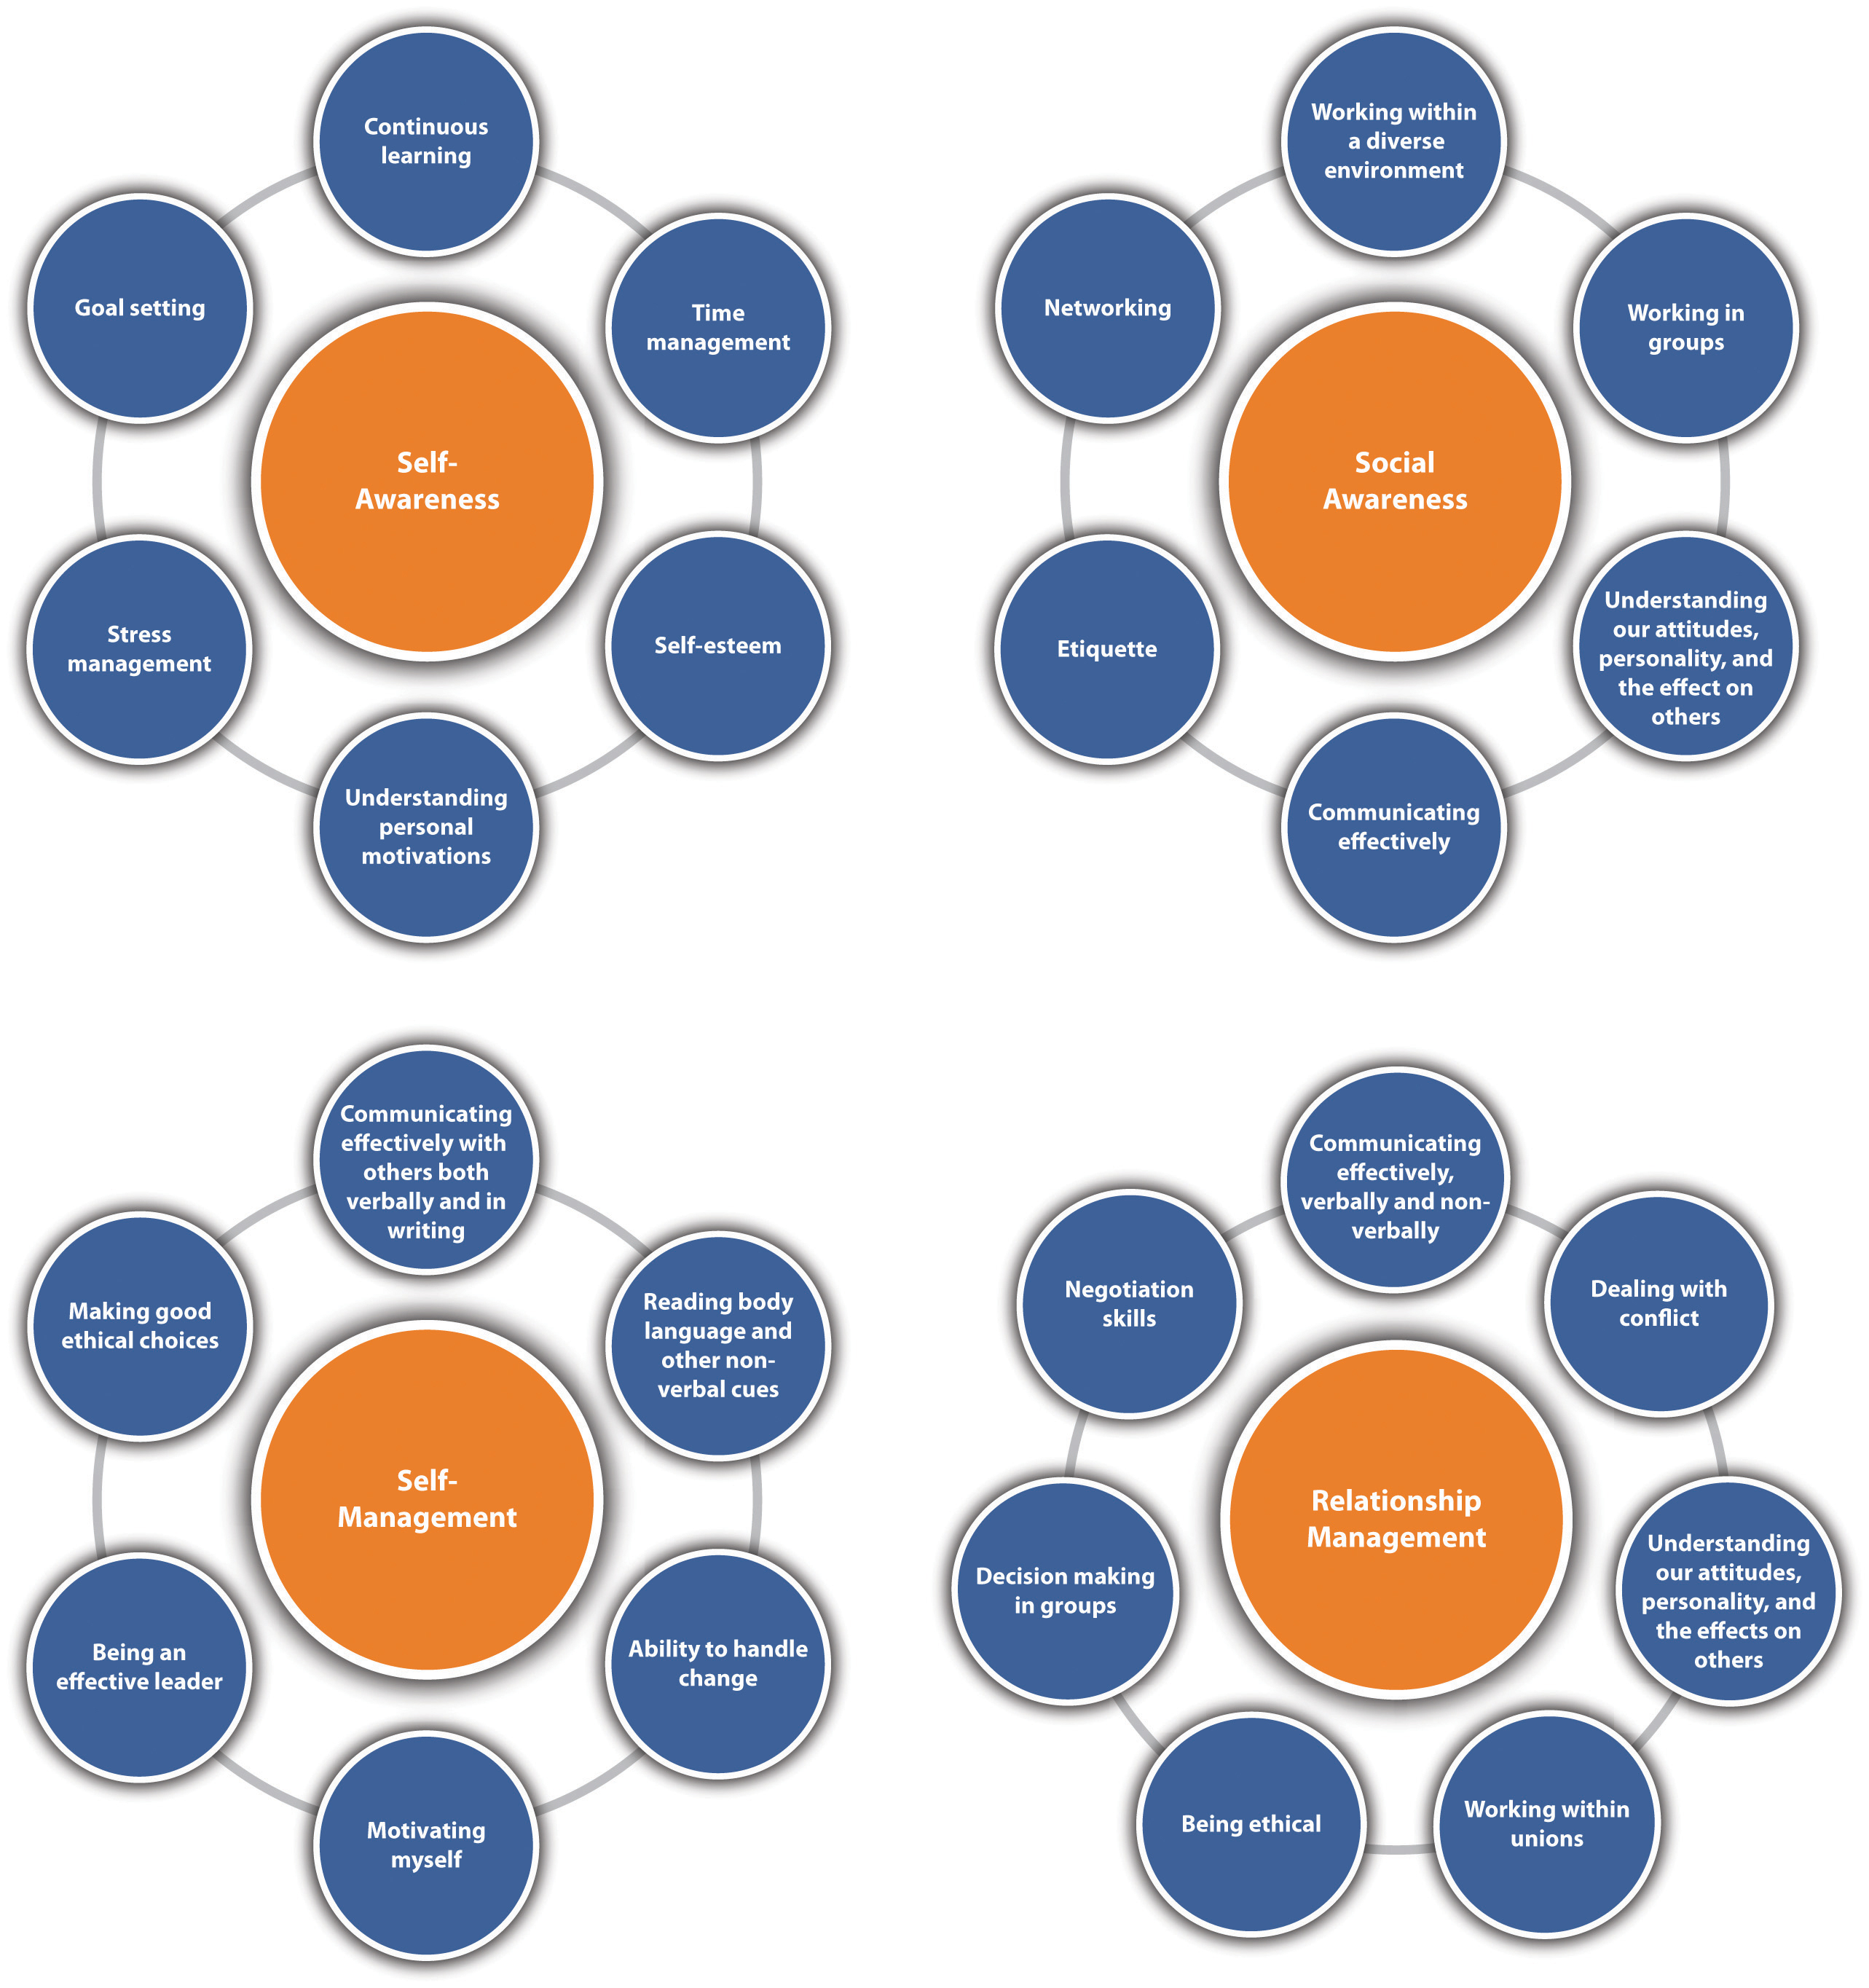 Continuous
learning
Time
management
Self-esteem
Understanding
personal
motivations
Stress
management
Goal setting
Self-
Awareness
Working within
a diverse
environment
Working in
groups
Understanding
our attitudes,
personality, and
the effect on
others
Communicating
effectively
Etiquette
Networking
Social
Awareness
Communicating
effectively with
others both
verbally and in
writing
Reading body
language and
other non-
verbal cues
Ability to handle
change
Motivating
myself
Being an
effective leader
Making good
ethical choices
Self-
Management
Communicating
effectively,
verbally and non-
verbally
Dealing with
conflict
Understanding
our attitudes,
personality, and
the effects on
others
Working within
unions
Being ethical
Decision making
in groups
Negotiation
skills
Relationship
Management